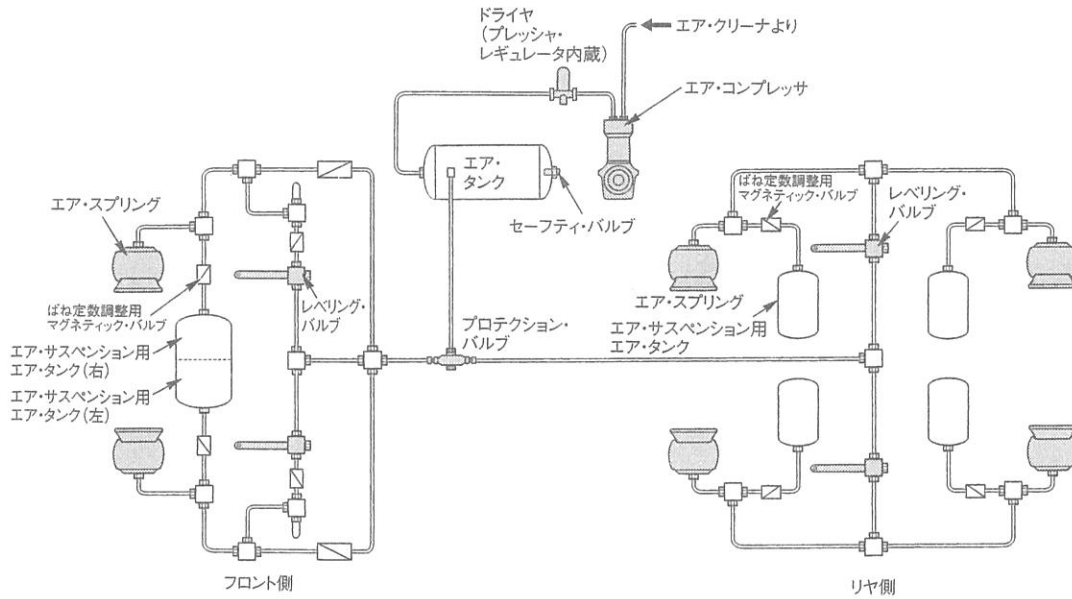 ドライヤ
(プレッシャ・
レギュレータ内蔵)
エア・クリーナより
エア・コンプレッサ
エア・
タンク
セーフティ・バルブ
エア・スプリング
ばね定数調整用
マグネティック・バルブ
エア・サスペンション用
エア・タンク(右)
エア・サスペンション用
エア・タンク(左)
レベリング・
バルブ
プロテクション・
バルブ
ばね定数調整用
マグネティック・バルブ
レベリング・
バルブ
エア・スプリング
エア・サスペンション用
エア・タンク
フロント側
リヤ側